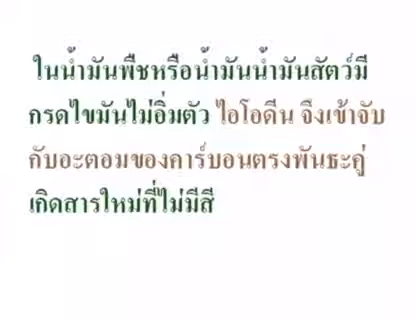 ในน้ำมันพืชหรือน้ำมันน้ำมันสัตว์มี
กรดไขมันไม่อิ่มตัว ไอโอดีน จึงเข้าจับ
กับอะตอมของคาร์บอนตรงพันธะคู่
เกิดสารใหม่ที่ไม่มีสี